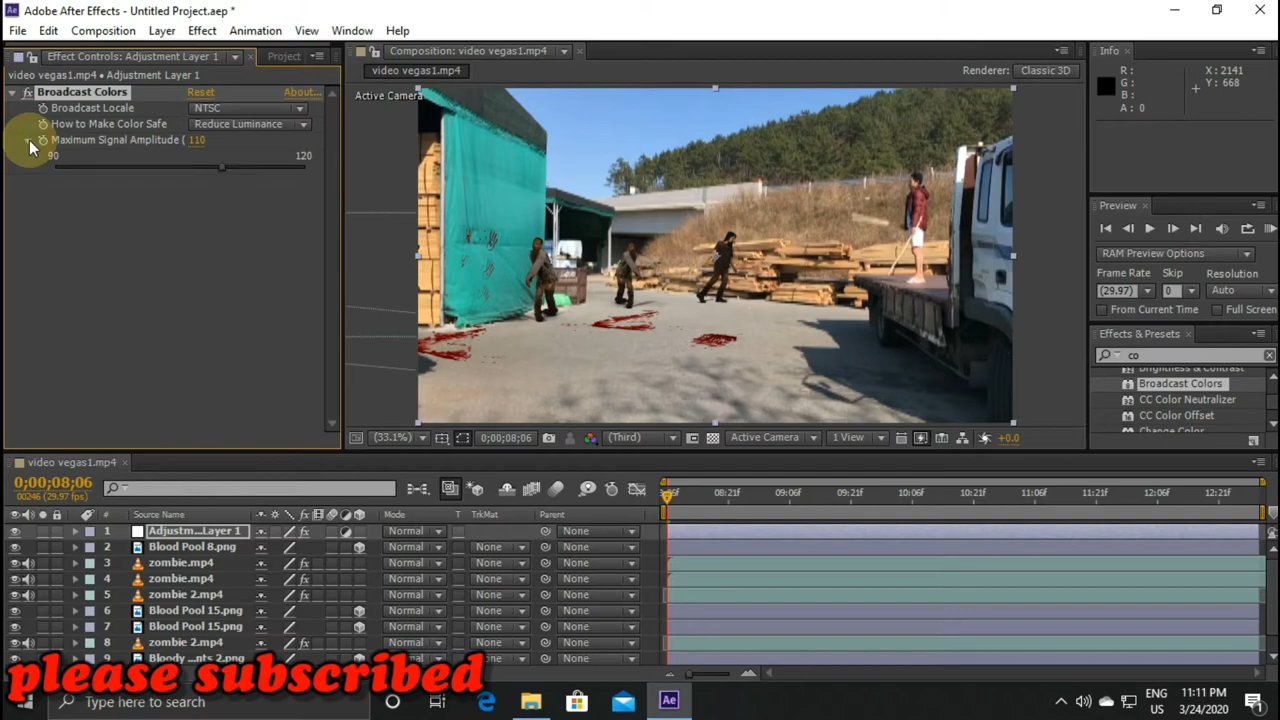 Ae Adobe After Effects - Untitled Project.aep *
File Edit Composition Layer Effect Animation View Window Help
Effect Controls: Adjustment Layer 1 Project
video vegas1.mp4 • Adjustment Layer 1
fx Broadcast Colors Reset About...
Broadcast Locale NTSC
How to Make Color Safe Reduce Luminance
Maximum Signal Amplitude ( 110
90 120
Composition: video vegas1.mp4
video vegas1.mp4 Renderer: Classic 3D
Active Camera
(33.1%) 0;00;08;06 (Third) Active Camera 1 View +0.0
Info
R: X: 2141
G: Y: 668
B:
A: 0
Preview
RAM Preview
Frame Rate Skip Resolution
(29.97) 0 Auto
From Current Time Full Screen
Effects & Presets
co
Brightness & Contrast
Broadcast Colors
CC Color Neutralizer
CC Color Offset
Change Color
video vegas1.mp4
0;00;08;06
00246 (29.97 fps)
08:21f 09:06f 09:21f 10:06f 10:21f 11:06f 11:21f 12:06f 12:21f
# Source Name Mode T TrkMat Parent
1 Adjustm...Layer 1 fx Normal None
2 Blood Pool 8.png Normal None None
3 zombie.mp4 fx Normal None None
4 zombie.mp4 fx Normal None None
5 zombie 2.mp4 fx Normal None None
6 Blood Pool 15.png Normal None None
7 Blood Pool 15.png Normal None None
8 zombie 2.mp4 fx Normal None None
9 Bloody ...nts 2.png Normal None None
please subscribed
Type here to search
Ae
ENG
US
11:11 PM
3/24/2020
1